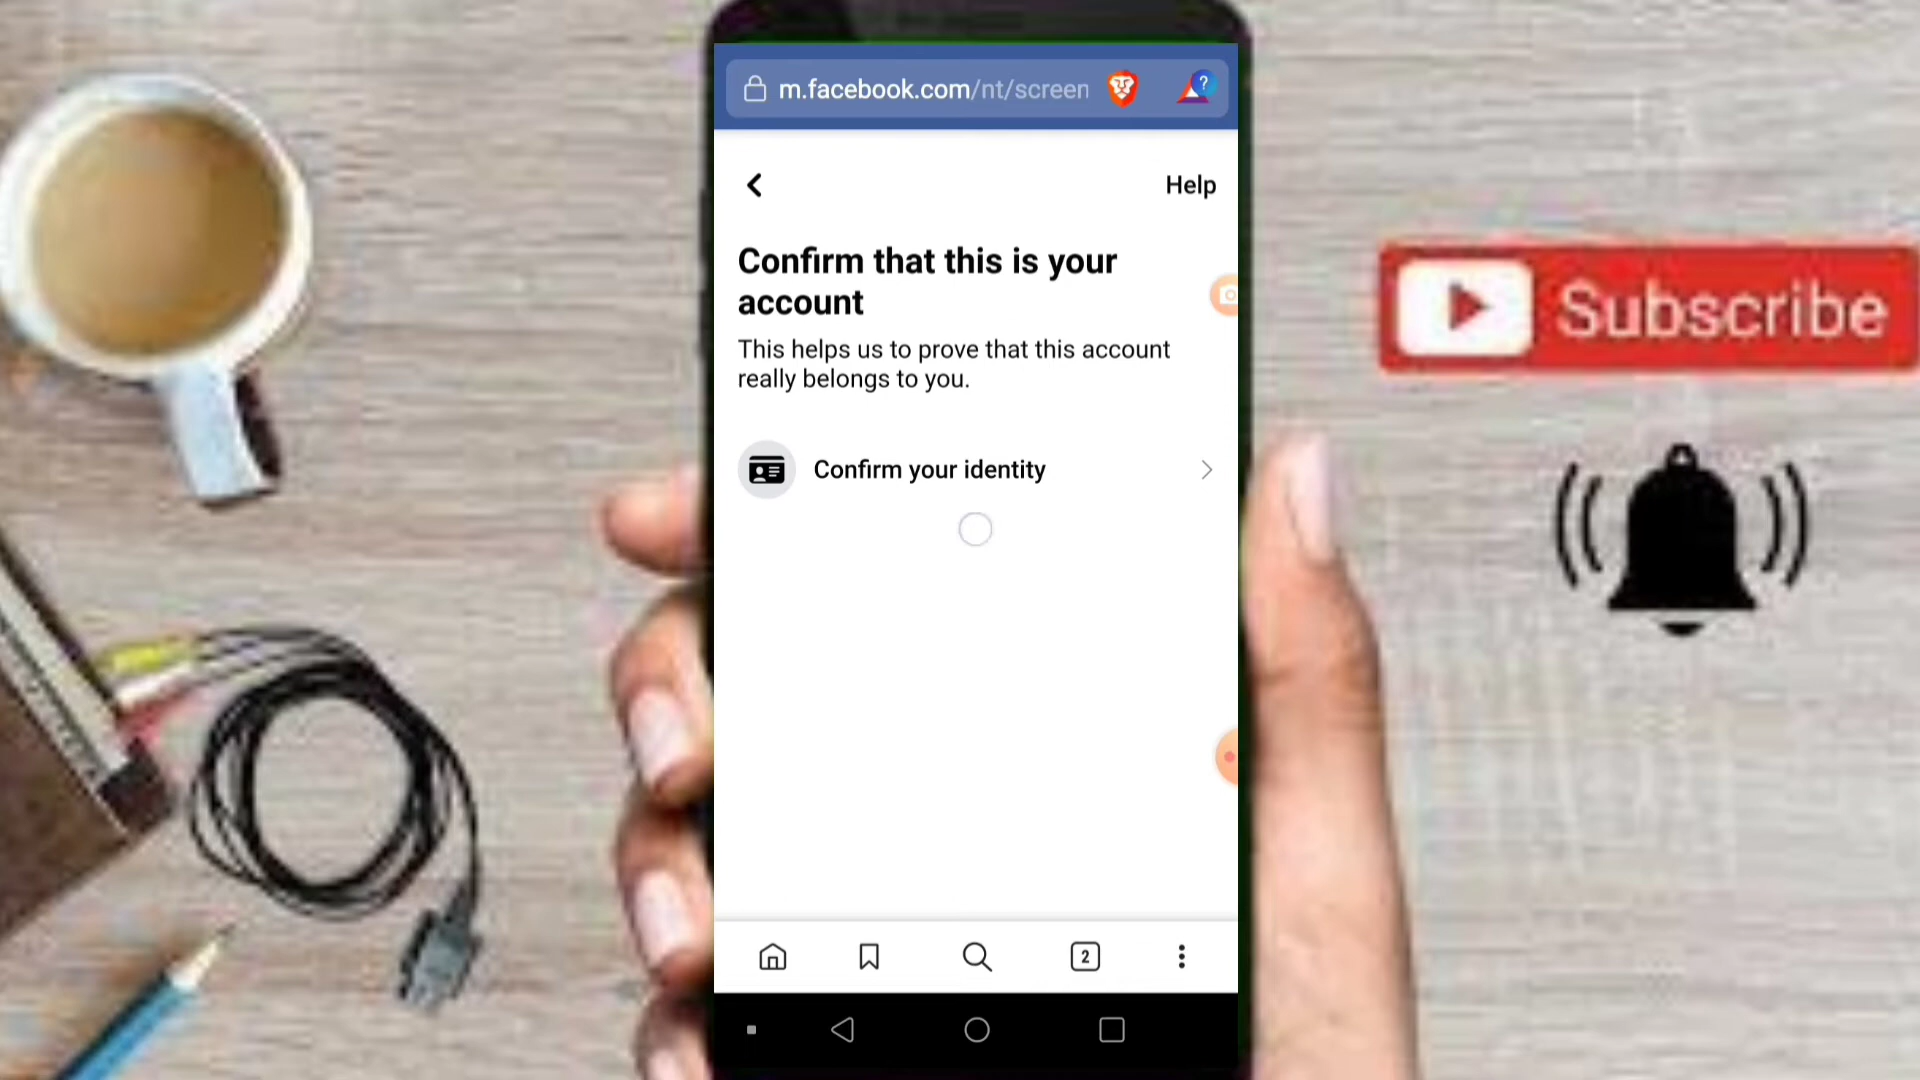 m.facebook.com/nt/screen
?
Help
Confirm that this is your
account
This helps us to prove that this account
really belongs to you.
Confirm your identity
2
Subscribe